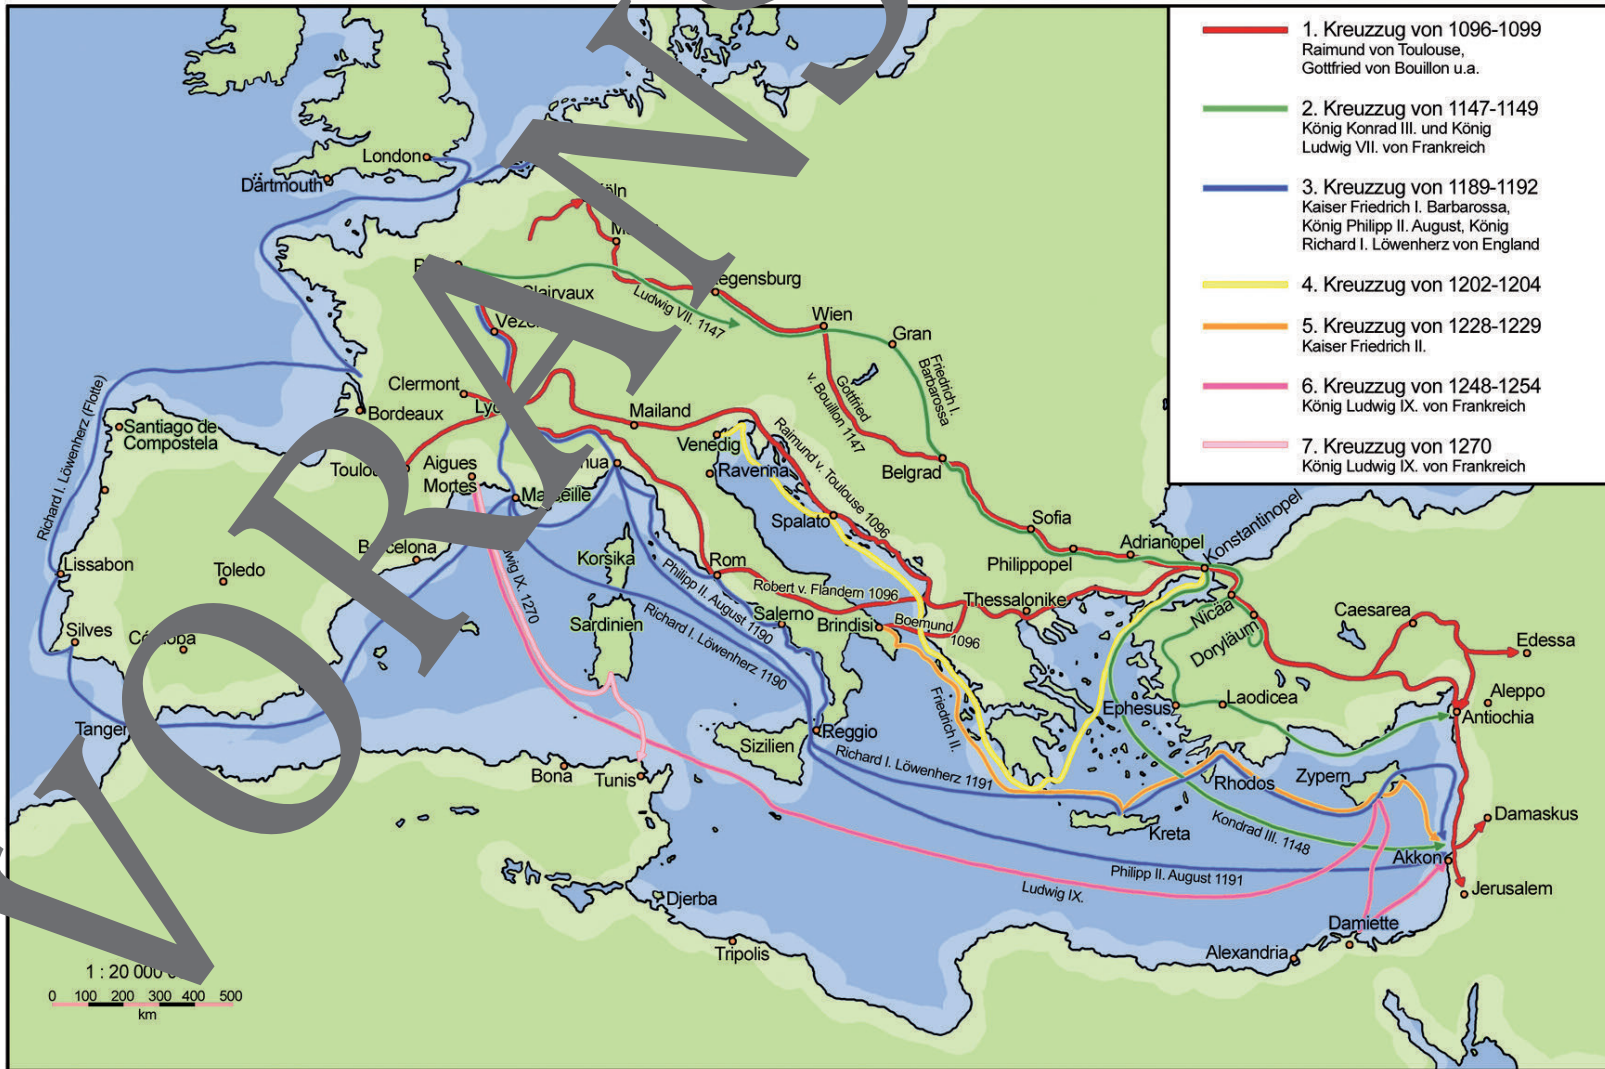 1. Kreuzzug von 1096-1099
Raimund von Toulouse,
Gottfried von Bouillon u.a.
2. Kreuzzug von 1147-1149
König Konrad III. und König
Ludwig VII. von Frankreich
3. Kreuzzug von 1189-1192
Kaiser Friedrich I. Barbarossa,
König Philipp II. August, König
Richard I. Löwenherz von England
4. Kreuzzug von 1202-1204
5. Kreuzzug von 1228-1229
Kaiser Friedrich II.
6. Kreuzzug von 1248-1254
König Ludwig IX. von Frankreich
7. Kreuzzug von 1270
König Ludwig IX. von Frankreich
London
Dartmouth
Clairvaux
Regensburg
Ludwig VII. 1147
Wien
Gran
Friedrich I.
Barbarossa
Gottfried
v. Bouillon 1147
Clermont
Bordeaux
Mailand
Santiago de
Compostela
Richard I. Löwenherz (Flotte)
Venedig
Ravenna
Raimund v. Toulouse 1096
Belgrad
Aigues
Mortes
Marseille
Spalato
Sofia
Konstantinopel
Adrianopel
Philippopel
Korsika
Rom
Lissabon
Toledo
Philipp II. August 1190
Robert v. Flandern 1096
Thessalonike
Nicäa
Caesarea
Edessa
Salerno
Brindisi
Boemund
1096
Doryläum
Silves
Sardinien
Richard I. Löwenherz 1190
Friedrich II.
Ephesus
Laodicea
Aleppo
Antiochia
Tanger
Sizilien
Reggio
Richard I. Löwenherz 1191
Bona
Tunis
Rhodos
Zypern
Kreta
Kondrad III. 1148
Damaskus
Akkon
Philipp II. August 1191
Ludwig IX.
Jerusalem
Djerba
Damiette
Tripolis
Alexandria
0 100 200 300 400 500
km